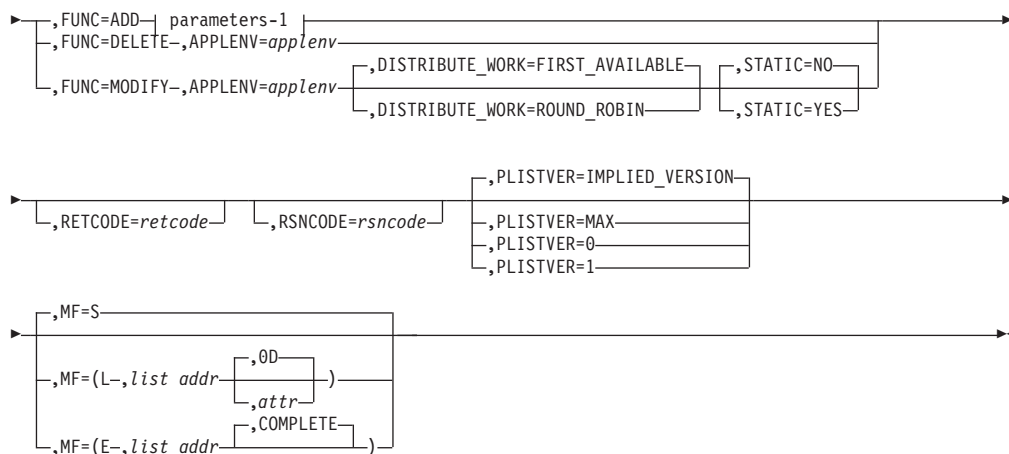 ,FUNC=ADD parameters-1
,FUNC=DELETE ,APPLENV=applenv
,DISTRIBUTE_WORK=FIRST_AVAILABLE ,STATIC=NO
,FUNC=MODIFY ,APPLENV=applenv
,DISTRIBUTE_WORK=ROUND_ROBIN ,STATIC=YES
,PLISTVER=IMPLIED_VERSION
,RETCODE=retcode ,RSNCODE=rsncode ,PLISTVER=MAX
,PLISTVER=0
,PLISTVER=1
,MF=S
,0D
,MF=(L ,list addr )
,attr
,COMPLETE
,MF=(E ,list addr )